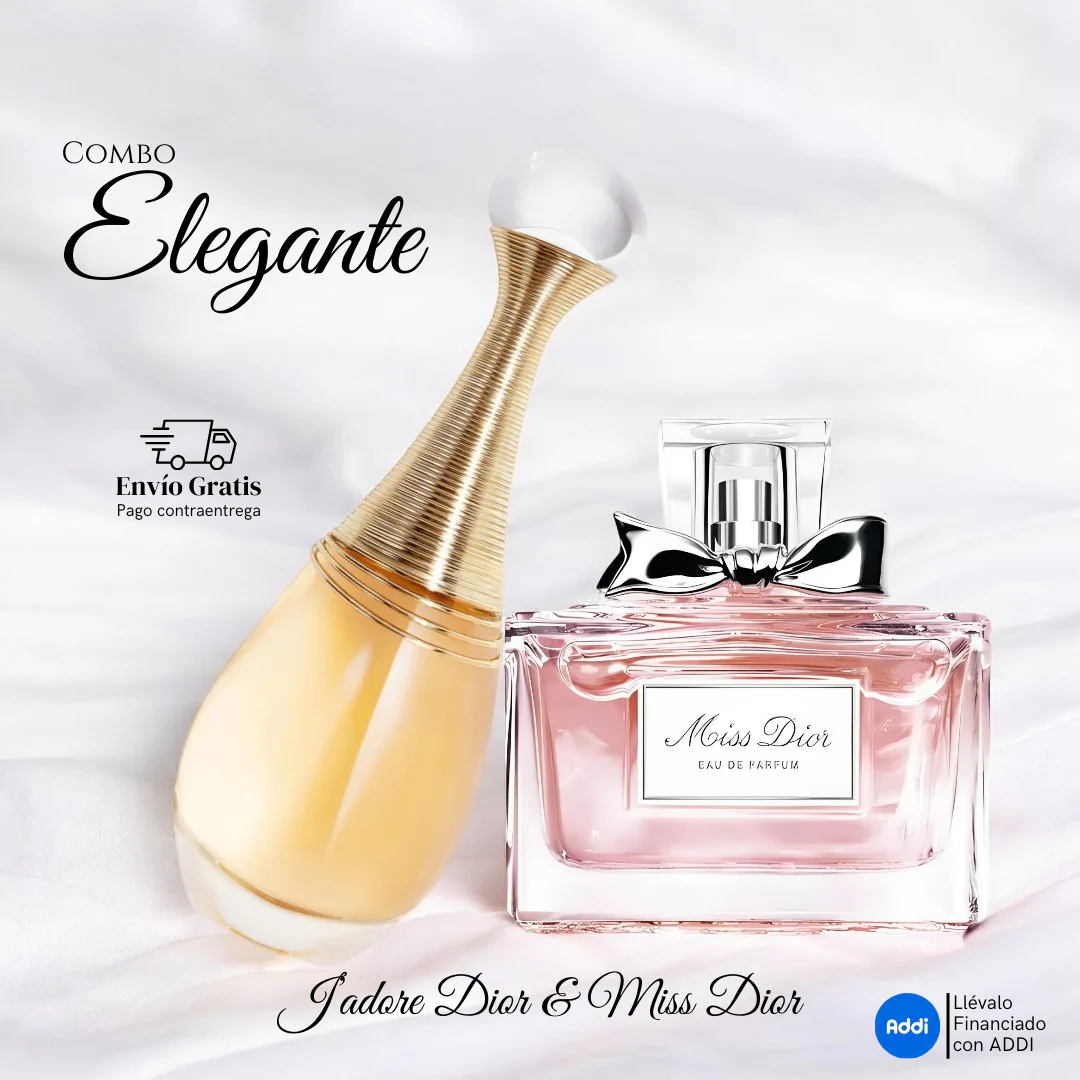 Combo
Elegante
Envío Gratis
Pago contraentrega
Miss Dior
EAU DE PARFUM
J'adore Dior & Miss Dior
Addi
Llévalo
Financiado
con ADDI